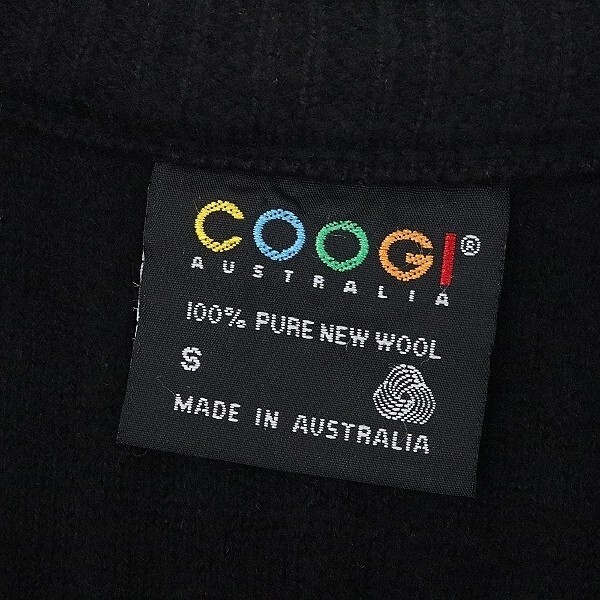 COOGI®
AUSTRALIA
100% PURE NEW WOOL
S
MADE IN AUSTRALIA